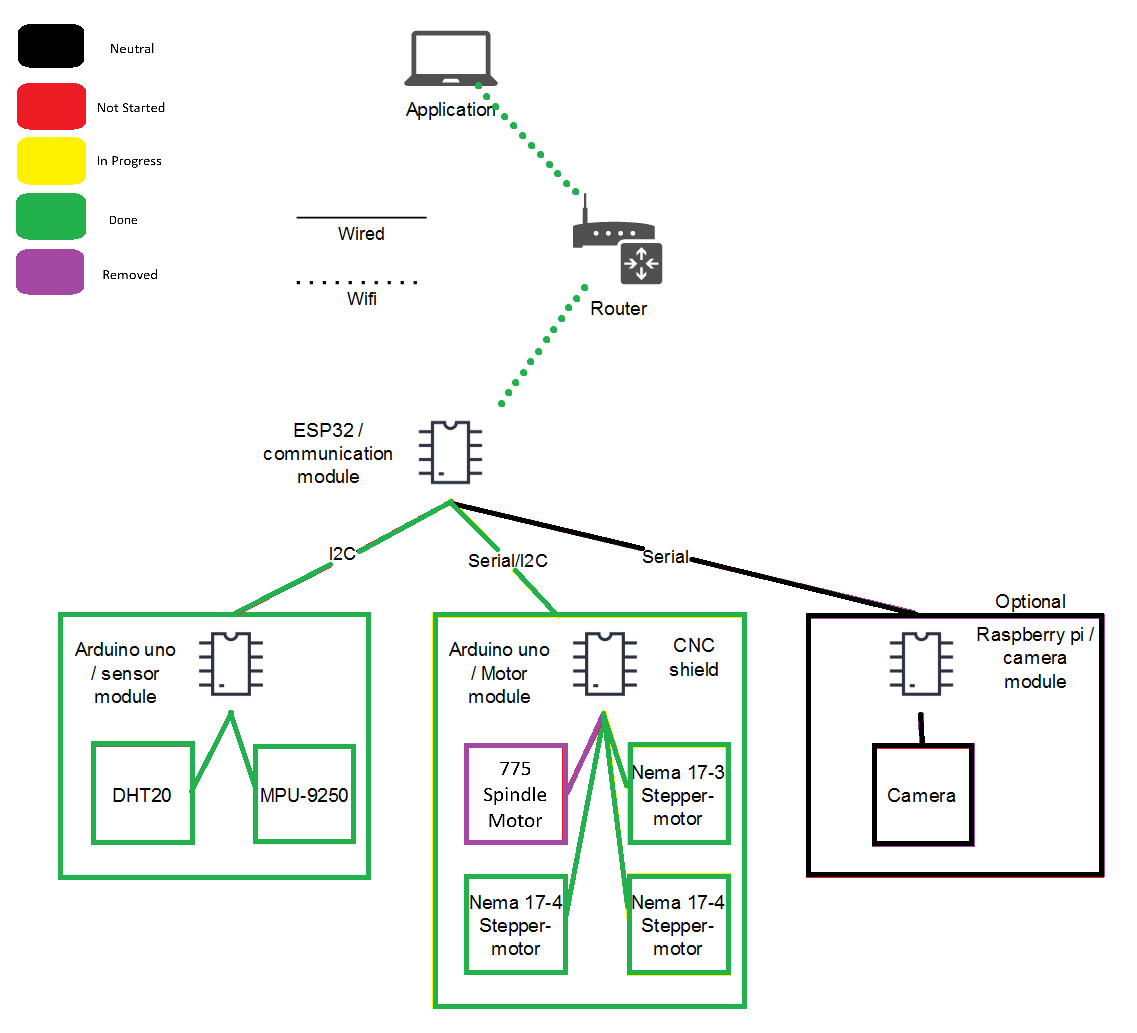 Neutral
Not Started
In Progress
Done
Removed
Wired
Wifi
Application
Router
ESP32 /
communication
module
I2C
Serial/I2C
Serial
Optional
Arduino uno
/ sensor
module
DHT20
MPU-9250
Arduino uno
/ Motor
module
CNC
shield
775
Spindle
Motor
Nema 17-3
Stepper-
motor
Nema 17-4
Stepper-
motor
Nema 17-4
Stepper-
motor
Raspberry pi /
camera
module
Camera